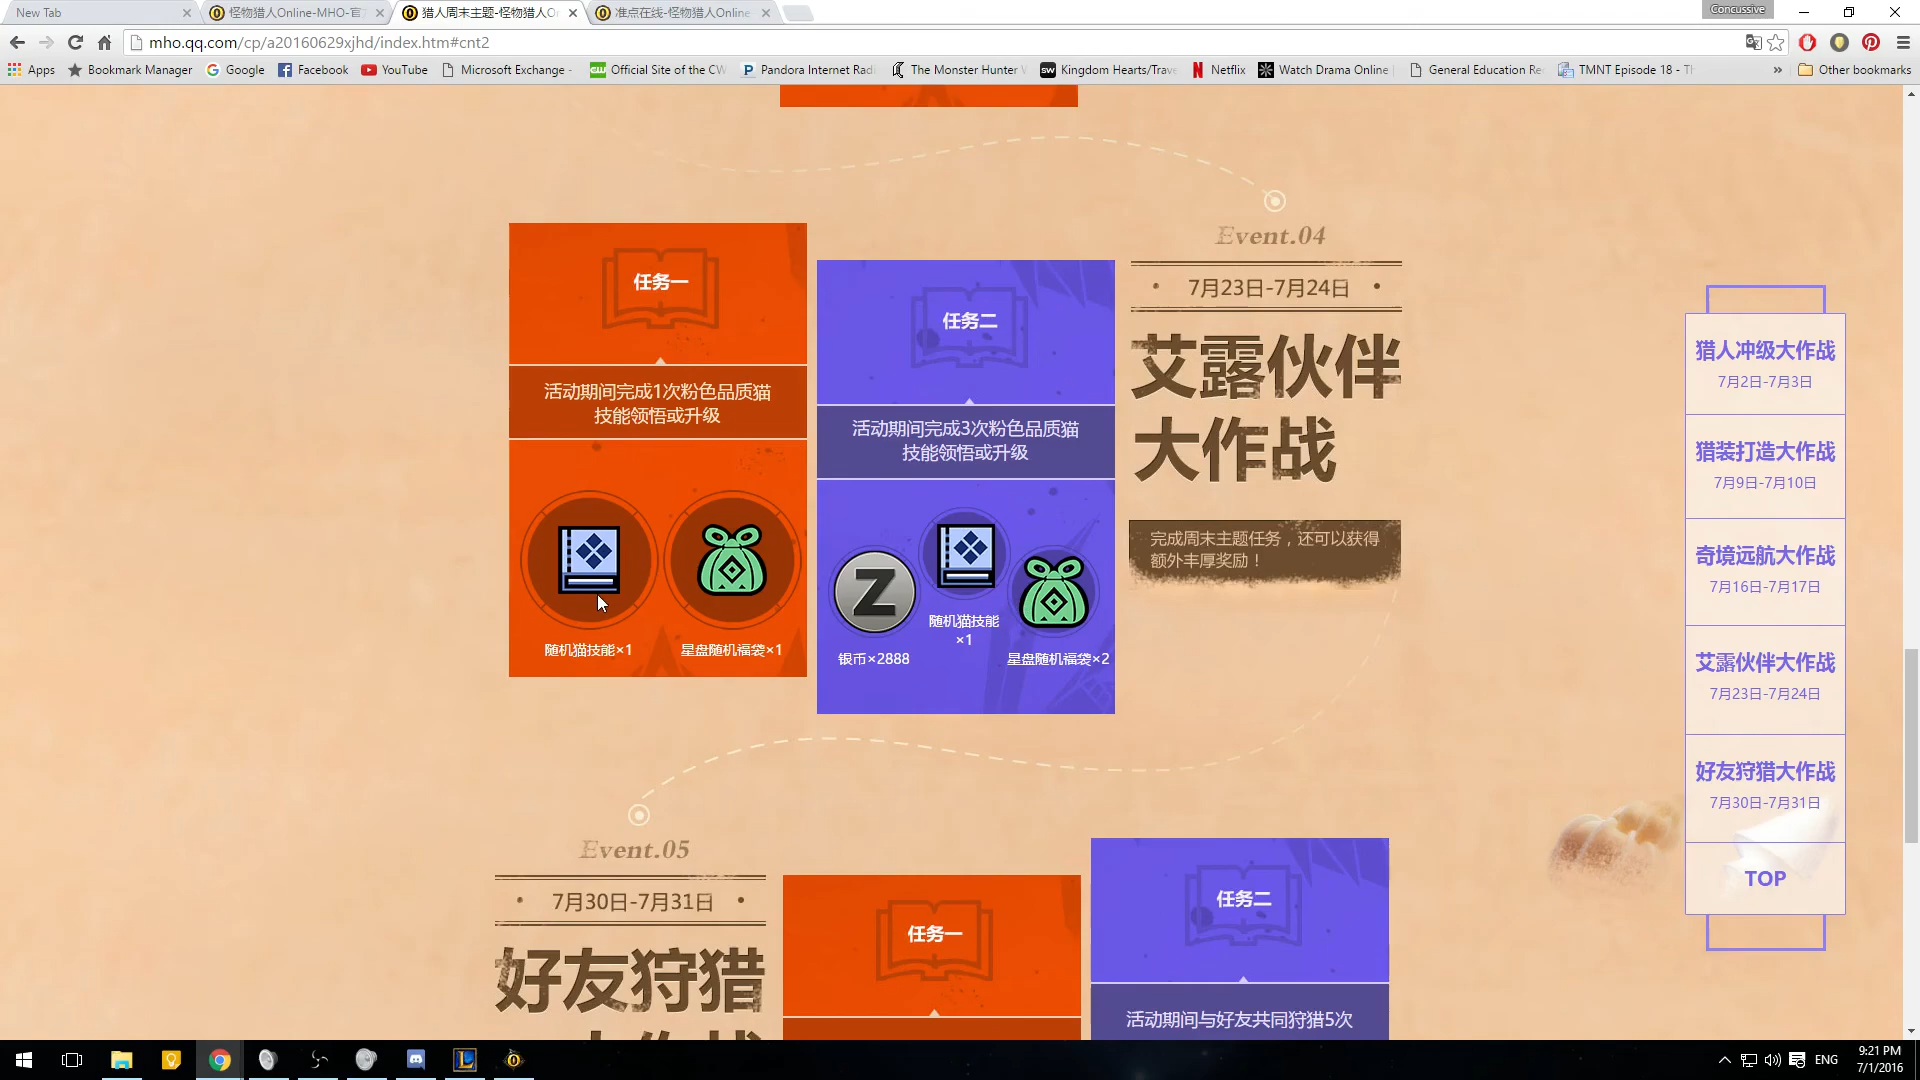 New Tab
怪物猎人Online-MHO-官
猎人周末主题-怪物猎人O
准点在线-怪物猎人Online
Concussive
mho.qq.com/cp/a20160629xjhd/index.htm#cnt2
Apps
Bookmark Manager
Google
Facebook
YouTube
Microsoft Exchange -
Official Site of the CW
Pandora Internet Radi
The Monster Hunter
Kingdom Hearts/Trave
Netflix
Watch Drama Online
General Education Re
TMNT Episode 18 - T
»
Other bookmarks
Event.04
7月23日-7月24日
艾露伙伴
大作战
完成周末主题任务，还可以获得
额外丰厚奖励！
任务一
活动期间完成1次粉色品质猫
技能领悟或升级
随机猫技能×1
星盘随机福袋×1
任务二
活动期间完成3次粉色品质猫
技能领悟或升级
Z
银币×2888
随机猫技能
×1
星盘随机福袋×2
猎人冲级大作战
7月2日-7月3日
猎装打造大作战
7月9日-7月10日
奇境远航大作战
7月16日-7月17日
艾露伙伴大作战
7月23日-7月24日
好友狩猎大作战
7月30日-7月31日
TOP
Event.05
7月30日-7月31日
好友狩猎
大作战
任务一
任务二
活动期间与好友共同狩猎5次
ENG
9:21 PM
7/1/2016